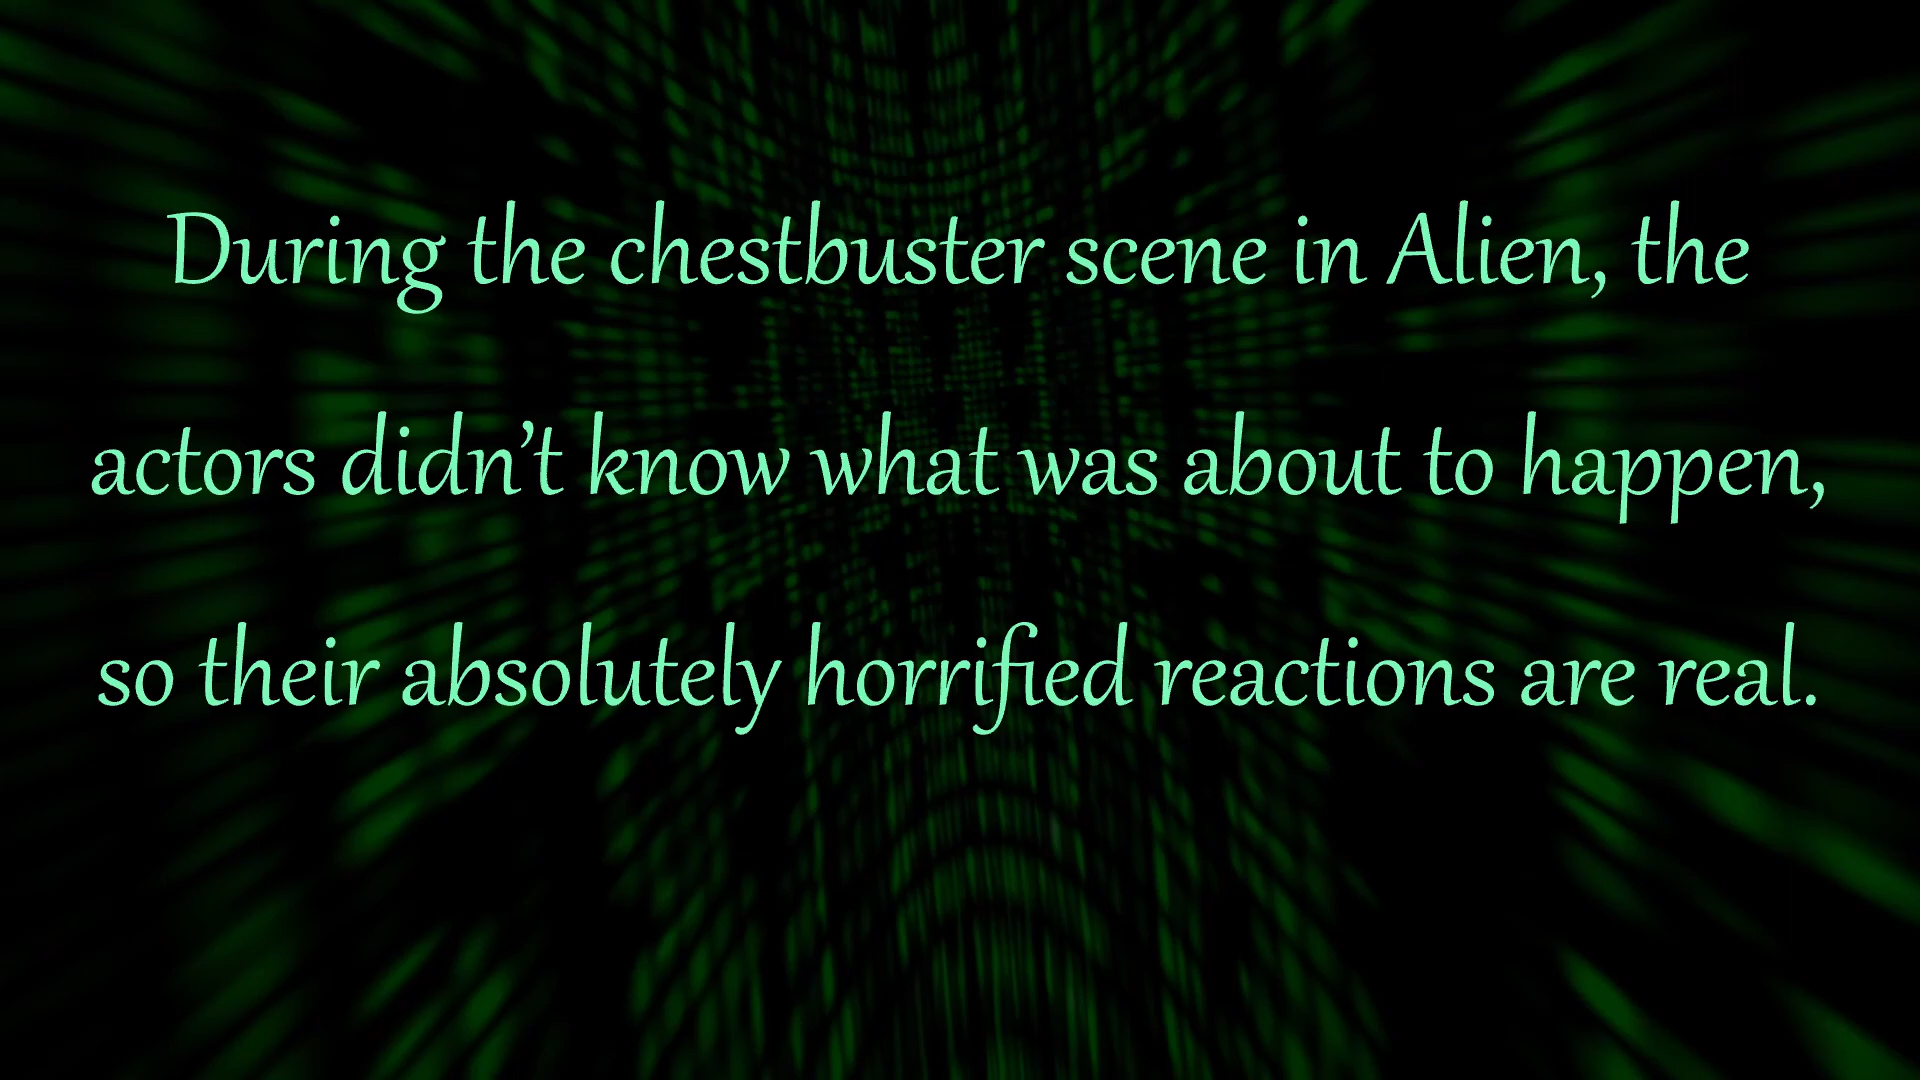 During the chestbuster scene in Alien, the
actors didn’t know what was about to happen,
so their absolutely horrified reactions are real.